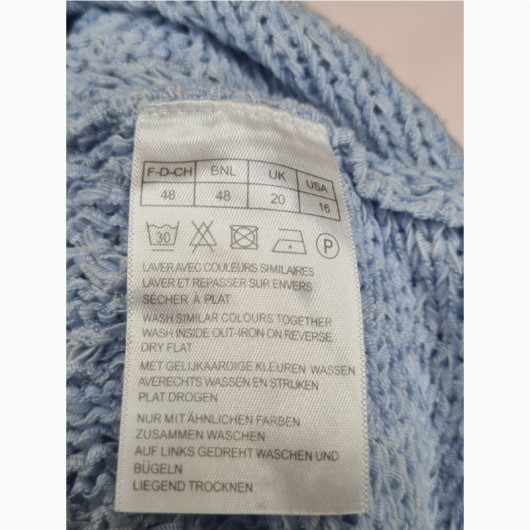 F-D-CH BNL UK USA
48 48 20 16
30 P
LAVER AVEC COULEURS SIMILAIRES
LAVER ET REPASSER SUR ENVERS
SÉCHER À PLAT
WASH SIMILAR COLOURS TOGETHER
WASH INSIDE OUT-IRON ON REVERSE
DRY FLAT
MET GELIJKAARDIGE KLEUREN WASSEN
AVERECHTS WASSEN EN STRIJKEN
PLAT DROGEN
NUR MIT ÄHNLICHEN FARBEN
ZUSAMMEN WASCHEN
AUF LINKS GEDREHT WASCHEN UND
BÜGELN
LIEGEND TROCKNEN